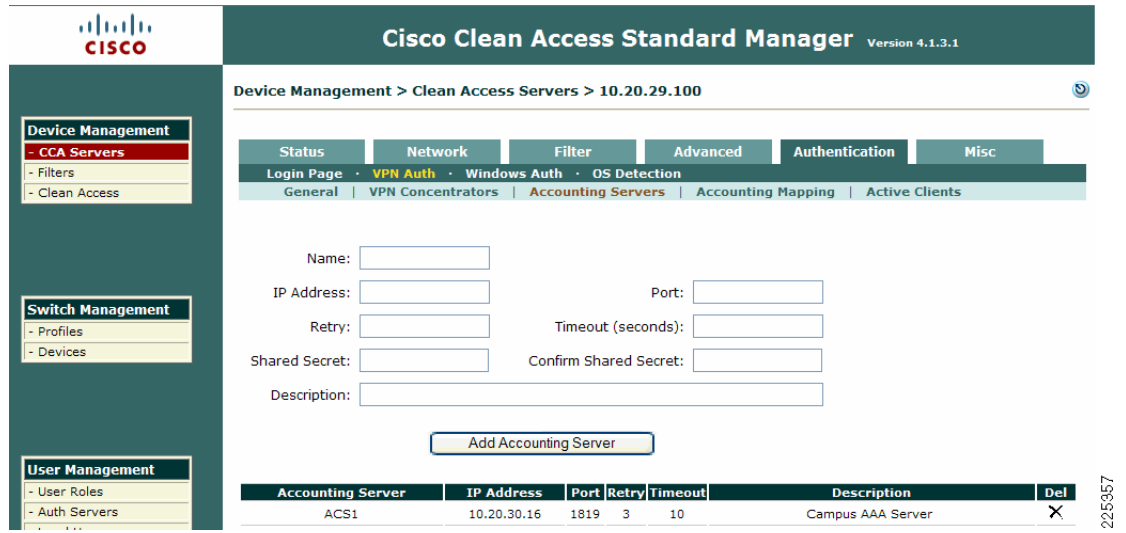 CISCO
Cisco Clean Access Standard Manager Version 4.1.3.1
Device Management > Clean Access Servers > 10.20.29.100
Device Management
- CCA Servers
- Filters
- Clean Access
Switch Management
- Profiles
- Devices
User Management
- User Roles
- Auth Servers
Status Network Filter Advanced Authentication Misc
Login Page · VPN Auth · Windows Auth · OS Detection
General | VPN Concentrators | Accounting Servers | Accounting Mapping | Active Clients
Name:
IP Address: Port:
Retry: Timeout (seconds):
Shared Secret: Confirm Shared Secret:
Description:
Add Accounting Server
Accounting Server IP Address Port Retry Timeout Description Del
ACS1 10.20.30.16 1819 3 10 Campus AAA Server X
225357